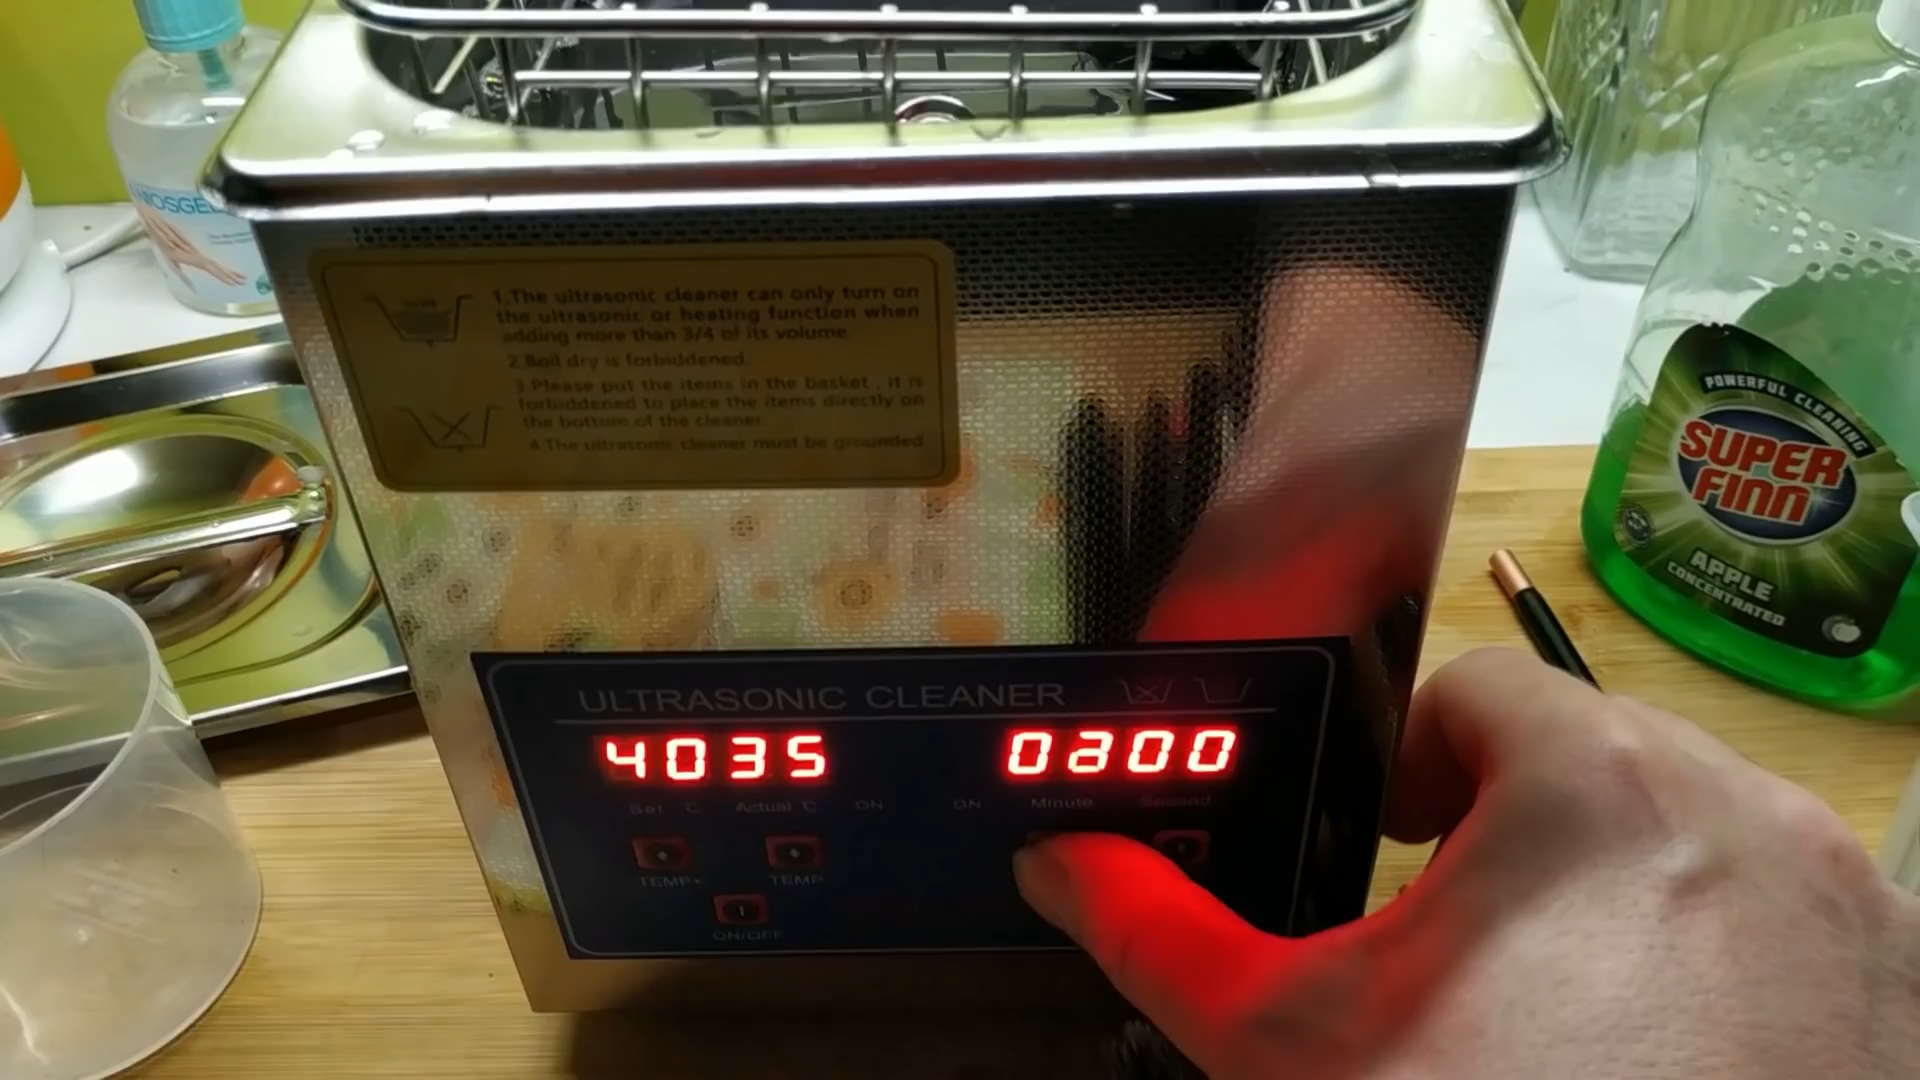 1.The ultrasonic cleaner can only turn on
the ultrasonic or heating function when
adding more than 3/4 of its volume.
2.Boil dry is forbiddened.
3.Please put the items in the basket , it is
forbiddened to place the items directly on
the bottom of the cleaner.
4.The ultrasonic cleaner must be grounded
POWERFUL CLEANING
SUPER
FINN
APPLE
CONCENTRATED
ULTRASONIC CLEANER
4035
Set °C Actual °C ON ON Minute Second
TEMP+ TEMP
ON/OFF